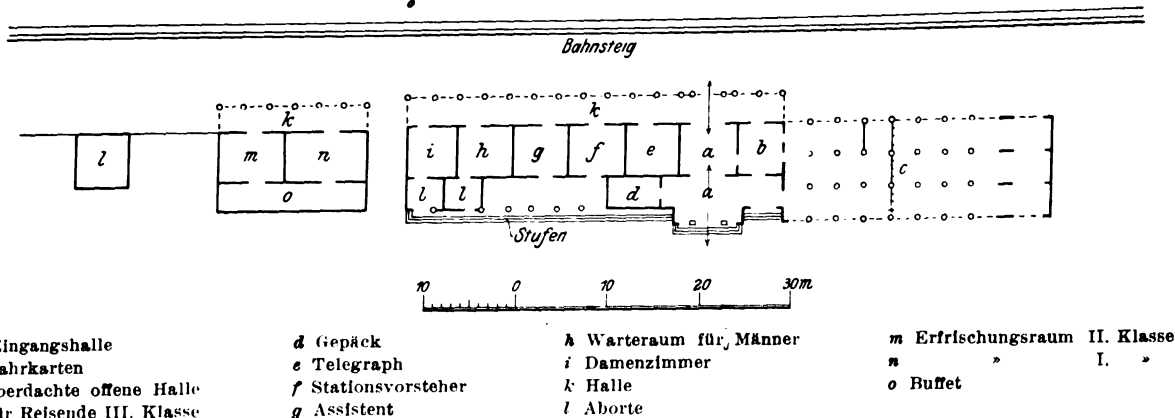 Bahnsteig
k k
l m n i h g f e a b
o l l d a c
Stufen
10 0 10 20 30m
Eingangshalle
ahrkarten
berdachte offene Halle
ür Reisende III. Klasse
d Gepäck
e Telegraph
f Stationsvorsteher
g Assistent
h Warteraum für Männer
i Damenzimmer
k Halle
l Aborte
m Erfrischungsraum II. Klasse
n » I. »
o Buffet